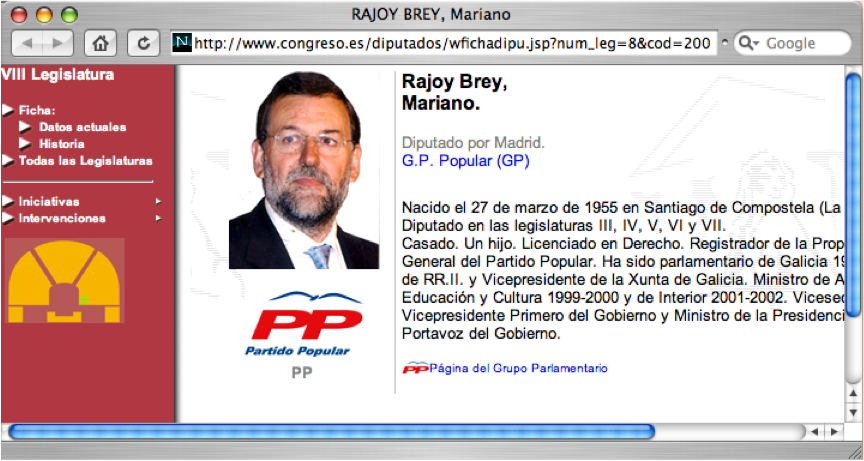 RAJOY BREY, Mariano
http://www.congreso.es/diputados/wfichadipu.jsp?num_leg=8&cod=200
Google
VIII Legislatura
Ficha:
Datos actuales
Historia
Todas las Legislaturas
Iniciativas
Intervenciones
Rajoy Brey,
Mariano.
Diputado por Madrid.
G.P. Popular (GP)
Nacido el 27 de marzo de 1955 en Santiago de Compostela (La
Diputado en las legislaturas III, IV, V, VI y VII.
Casado. Un hijo. Licenciado en Derecho. Registrador de la Prop
General del Partido Popular. Ha sido parlamentario de Galicia 19
de RR.II. y Vicepresidente de la Xunta de Galicia. Ministro de A
Educación y Cultura 1999-2000 y de Interior 2001-2002. Vicesec
Vicepresidente Primero del Gobierno y Ministro de la Presidenci
Portavoz del Gobierno.
PP Página del Grupo Parlamentario
PP
Partido Popular
PP